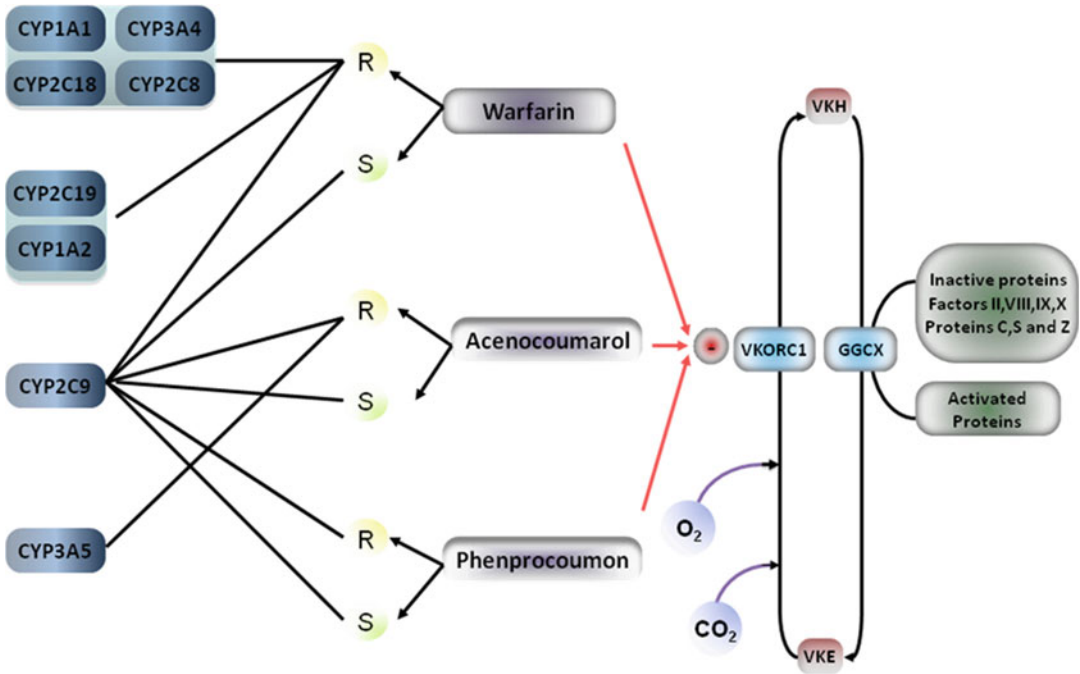 CYP1A1 CYP3A4
CYP2C18 CYP2C8
CYP2C19
CYP1A2
CYP2C9
CYP3A5
R
S
Warfarin
R
S
Acenocoumarol
R
S
Phenprocoumon
-
VKORC1
GGCX
VKH
VKE
O₂
CO₂
Inactive proteins
Factors II,VIII,IX,X
Proteins C,S and Z
Activated
Proteins